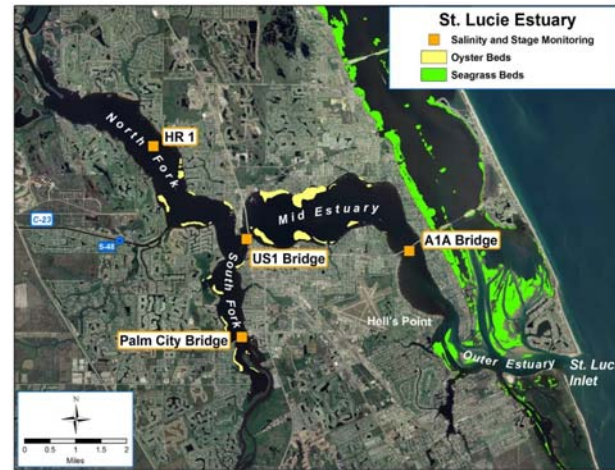 St. Lucie Estuary
Salinity and Stage Monitoring
Oyster Beds
Seagrass Beds
North Fork
HR 1
Mid Estuary
C-23
S-48
US1 Bridge
A1A Bridge
South Fork
Hell's Point
Palm City Bridge
Outer Estuary
St. Luc
Inlet
N
0 0.5 1 2
Miles